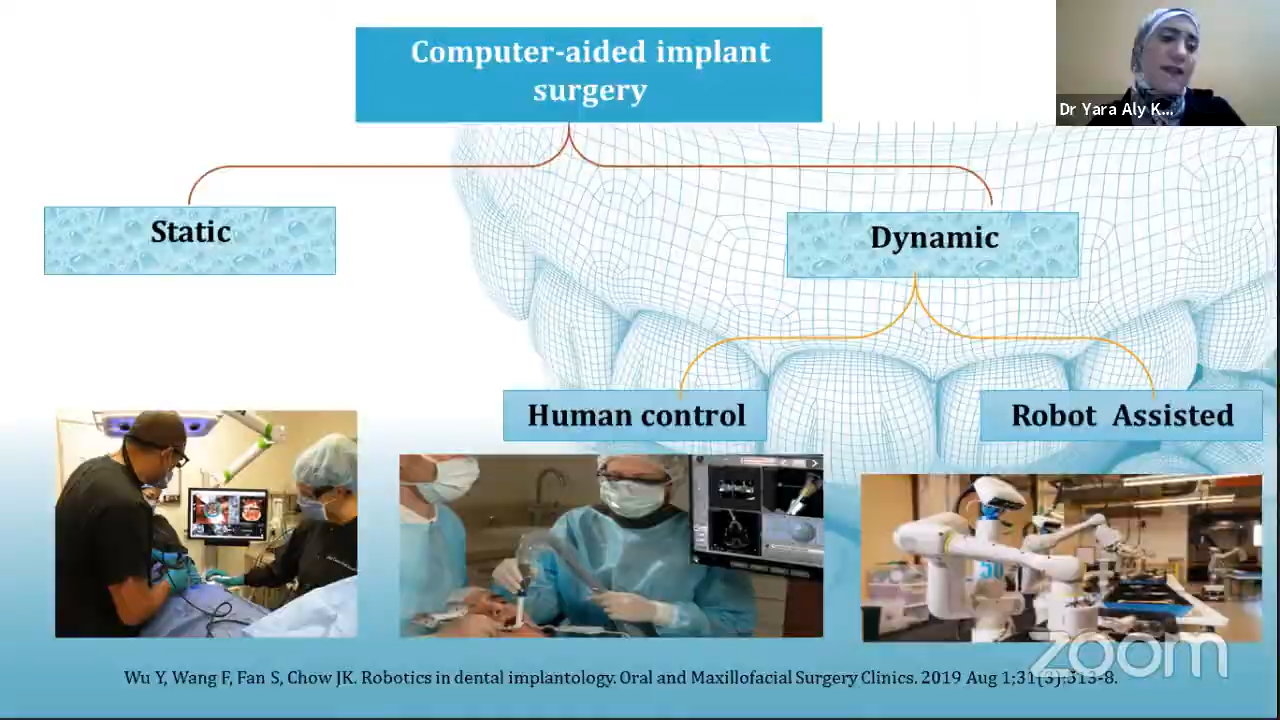 Computer-aided implant
surgery
Dr Yara Aly K...
Static
Dynamic
Human control
Robot Assisted
zoom
Wu Y, Wang F, Fan S, Chow JK. Robotics in dental implantology. Oral and Maxillofacial Surgery Clinics. 2019 Aug 1;31(3):513-8.